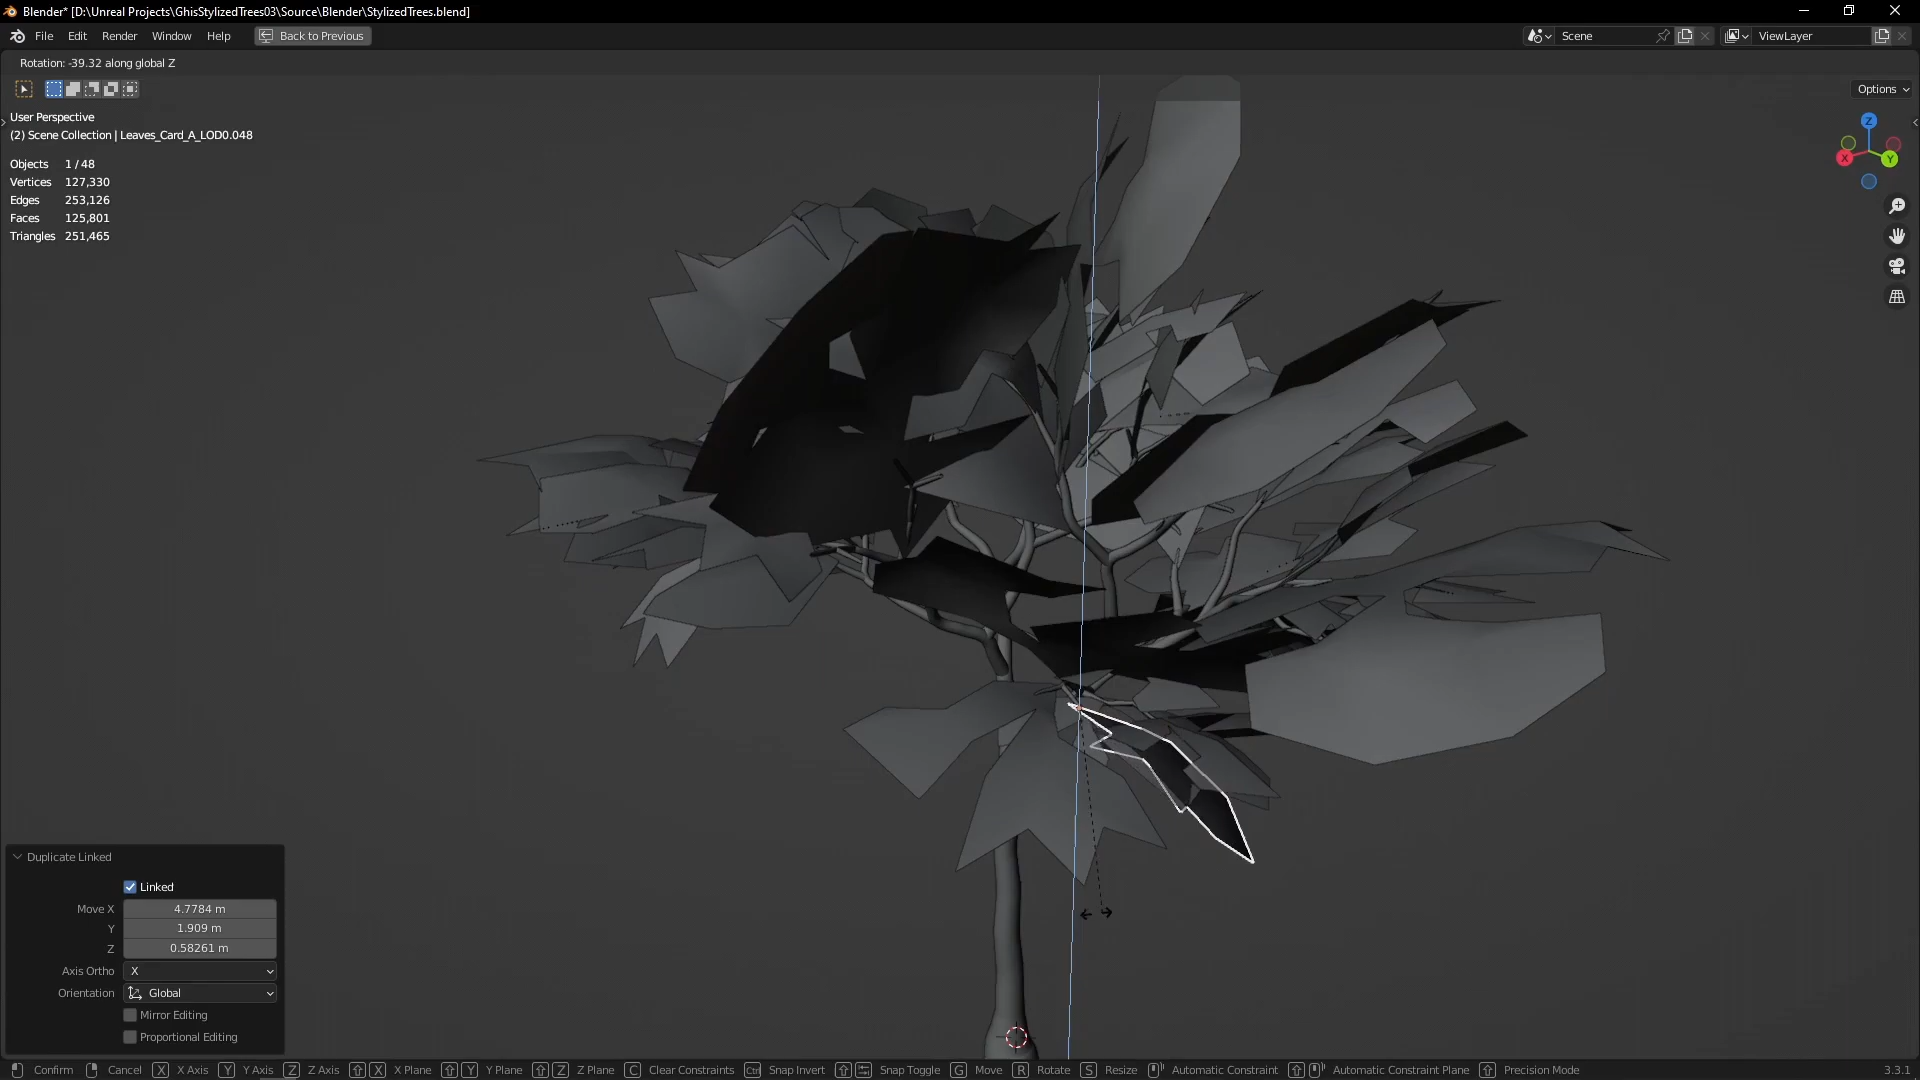 Blender* [D:\Unreal Projects\GhisStylizedTrees03\Source\Blender\StylizedTrees.blend]
File Edit Render Window Help Back to Previous Scene ViewLayer
Rotation: -39.32 along global Z
Options
User Perspective
(2) Scene Collection | Leaves_Card_A_LOD0.048
Objects 1 / 48
Vertices 127,330
Edges 253,126
Faces 125,801
Triangles 251,465
Z
X
Y
Duplicate Linked
Linked
Move X 4.7784 m
Y 1.909 m
Z 0.58261 m
Axis Ortho X
Orientation Global
Mirror Editing
Proportional Editing
Confirm Cancel X X Axis Y Y Axis Z Z Axis X X Plane Y Y Plane Z Z Plane C Clear Constraints Ctrl Snap Invert Snap Toggle G Move R Rotate S Resize Automatic Constraint Automatic Constraint Plane Precision Mode 3.3.1